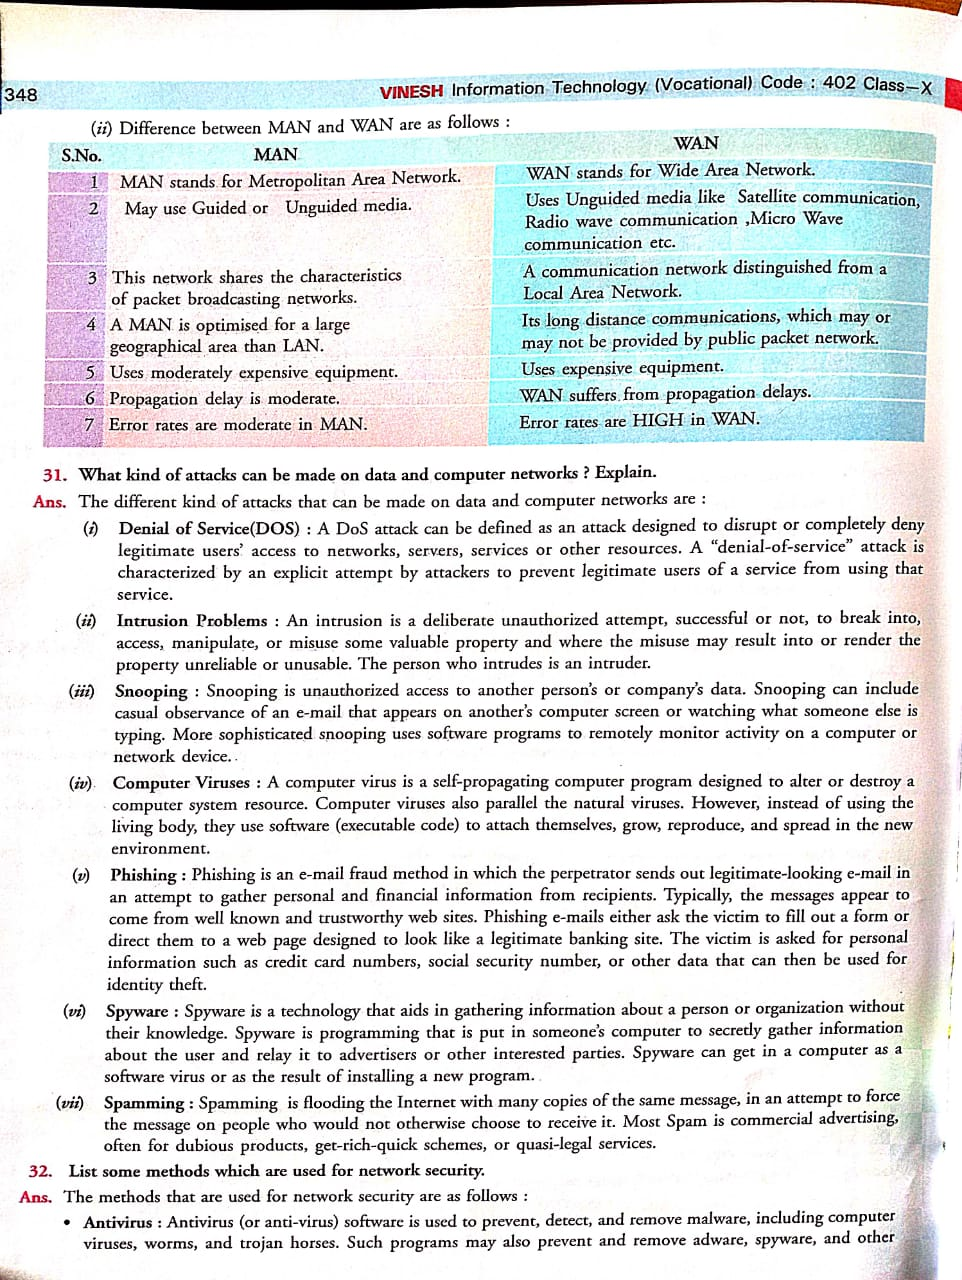 348
VINESH Information Technology (Vocational) Code : 402 Class—X
(ii) Difference between MAN and WAN are as follows :
S.No. MAN WAN
1 MAN stands for Metropolitan Area Network. WAN stands for Wide Area Network.
2 May use Guided or Unguided media. Uses Unguided media like Satellite communication,
Radio wave communication ,Micro Wave
communication etc.
3 This network shares the characteristics A communication network distinguished from a
of packet broadcasting networks. Local Area Network.
4 A MAN is optimised for a large Its long distance communications, which may or
geographical area than LAN. may not be provided by public packet network.
5 Uses moderately expensive equipment. Uses expensive equipment.
6 Propagation delay is moderate. WAN suffers from propagation delays.
7 Error rates are moderate in MAN. Error rates are HIGH in WAN.
31. What kind of attacks can be made on data and computer networks ? Explain.
Ans. The different kind of attacks that can be made on data and computer networks are :
(i) Denial of Service(DOS) : A DoS attack can be defined as an attack designed to disrupt or completely deny
legitimate users' access to networks, servers, services or other resources. A "denial-of-service" attack is
characterized by an explicit attempt by attackers to prevent legitimate users of a service from using that
service.
(ii) Intrusion Problems : An intrusion is a deliberate unauthorized attempt, successful or not, to break into,
access, manipulate, or misuse some valuable property and where the misuse may result into or render the
property unreliable or unusable. The person who intrudes is an intruder.
(iii) Snooping : Snooping is unauthorized access to another person's or company's data. Snooping can include
casual observance of an e-mail that appears on another's computer screen or watching what someone else is
typing. More sophisticated snooping uses software programs to remotely monitor activity on a computer or
network device.
(iv) Computer Viruses : A computer virus is a self-propagating computer program designed to alter or destroy a
computer system resource. Computer viruses also parallel the natural viruses. However, instead of using the
living body, they use software (executable code) to attach themselves, grow, reproduce, and spread in the new
environment.
(v) Phishing : Phishing is an e-mail fraud method in which the perpetrator sends out legitimate-looking e-mail in
an attempt to gather personal and financial information from recipients. Typically, the messages appear to
come from well known and trustworthy web sites. Phishing e-mails either ask the victim to fill out a form or
direct them to a web page designed to look like a legitimate banking site. The victim is asked for personal
information such as credit card numbers, social security number, or other data that can then be used for
identity theft.
(vi) Spyware : Spyware is a technology that aids in gathering information about a person or organization without
their knowledge. Spyware is programming that is put in someone's computer to secretly gather information
about the user and relay it to advertisers or other interested parties. Spyware can get in a computer as a
software virus or as the result of installing a new program.
(vii) Spamming : Spamming is flooding the Internet with many copies of the same message, in an attempt to force
the message on people who would not otherwise choose to receive it. Most Spam is commercial advertising,
often for dubious products, get-rich-quick schemes, or quasi-legal services.
32. List some methods which are used for network security.
Ans. The methods that are used for network security are as follows :
• Antivirus : Antivirus (or anti-virus) software is used to prevent, detect, and remove malware, including computer
viruses, worms, and trojan horses. Such programs may also prevent and remove adware, spyware, and other